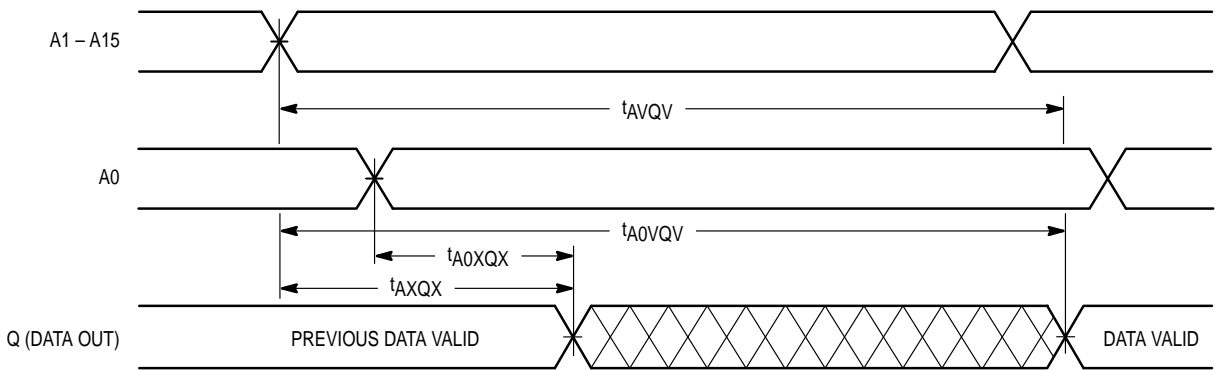 A1 – A15
tAVQV
A0
tA0VQV
tA0XQX
tAXQX
Q (DATA OUT)
PREVIOUS DATA VALID
DATA VALID